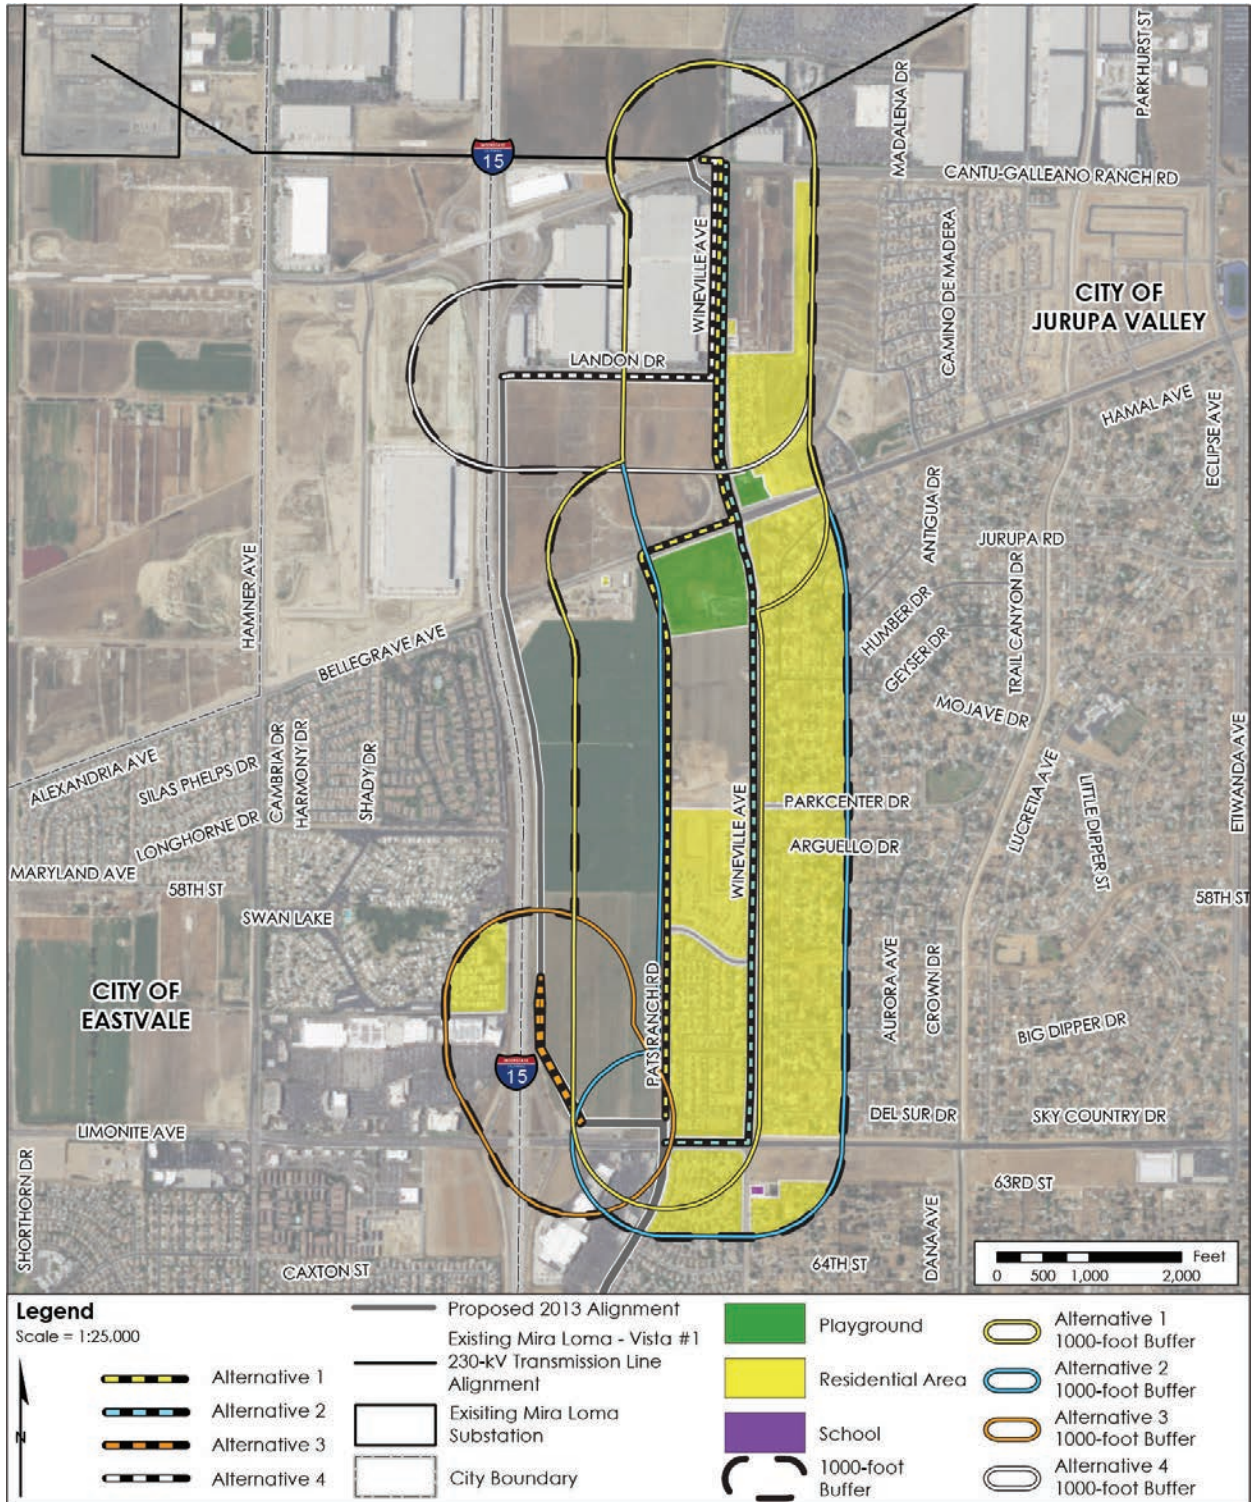 PARKHURST ST
MADALENA DR
INTERSTATE
15
CANTU-GALLEANO RANCH RD
WINEVILLE AVE
CAMINO DE MADERA
CITY OF
JURUPA VALLEY
LANDON DR
HAMAL AVE
ECLIPSE AVE
ANTIGUA DR
JURUPA RD
HAMNER AVE
TRAIL CANYON DR
HUMBER DR
GEYSER DR
BELLEGRAVE AVE
MOJAVE DR
ALEXANDRIA AVE
SILAS PHELPS DR
CAMBRIA DR
HARMONY DR
SHADY DR
ETIWANDA AVE
LUCRETIA AVE
LITTLE DIPPER ST
PARKCENTER DR
LONGHORNE DR
WINEVILLE AVE
ARGUELLO DR
MARYLAND AVE
58TH ST
58TH ST
SWAN LAKE
CITY OF
EASTVALE
PATS RANCH RD
AURORA AVE
CROWN DR
BIG DIPPER DR
INTERSTATE
15
LIMONITE AVE
DEL SUR DR
SKY COUNTRY DR
SHORTHORN DR
63RD ST
DANA AVE
64TH ST
CAXTON ST
Feet
0 500 1,000 2,000
Legend
Scale = 1:25,000
N
Alternative 1
Alternative 2
Alternative 3
Alternative 4
Proposed 2013 Alignment
Existing Mira Loma - Vista #1
230-kV Transmission Line
Alignment
Exisiting Mira Loma
Substation
City Boundary
Playground
Residential Area
School
1000-foot
Buffer
Alternative 1
1000-foot Buffer
Alternative 2
1000-foot Buffer
Alternative 3
1000-foot Buffer
Alternative 4
1000-foot Buffer